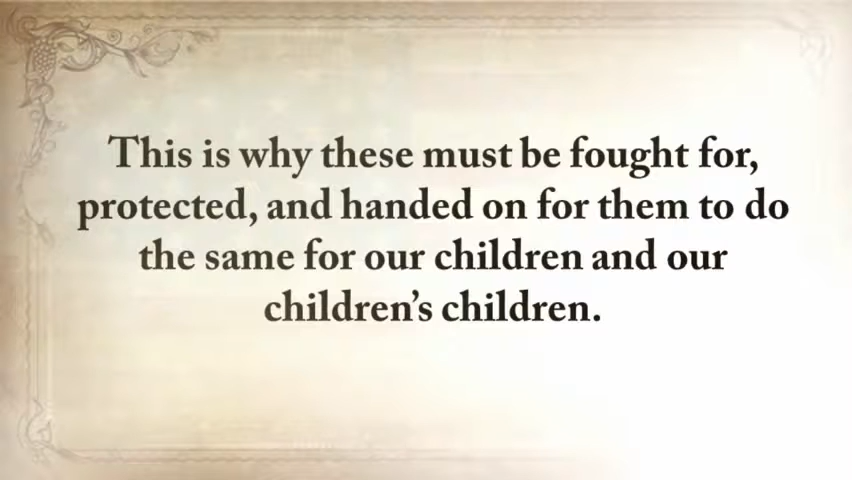 This is why these must be fought for,
protected, and handed on for them to do
the same for our children and our
children’s children.